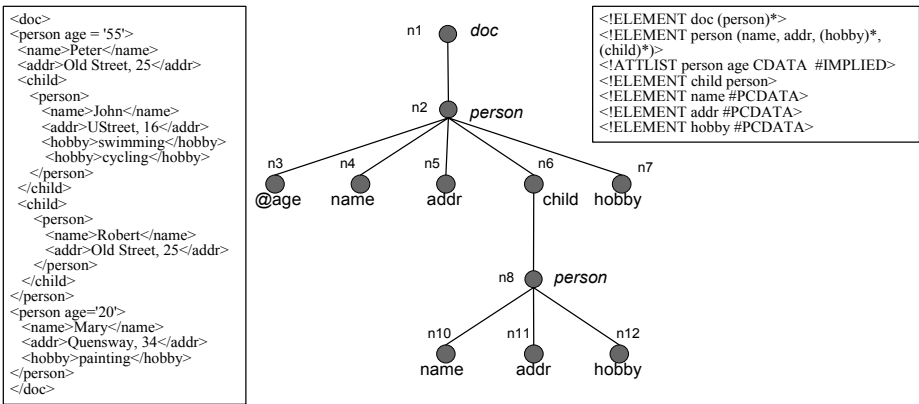 <doc>
<person age = '55'>
<name>Peter</name>
<addr>Old Street, 25</addr>
<child>
<person>
<name>John</name>
<addr>UStreet, 16</addr>
<hobby>swimming</hobby>
<hobby>cycling</hobby>
</person>
</child>
<child>
<person>
<name>Robert</name>
<addr>Old Street, 25</addr>
</person>
</child>
</person>
<person age='20'>
<name>Mary</name>
<addr>Quensway, 34</addr>
<hobby>painting</hobby>
</person>
</doc>
n1 doc
n2 person
n3 n4 n5 n6 n7
@age name addr child hobby
n8 person
n10 n11 n12
name addr hobby
<!ELEMENT doc (person)*>
<!ELEMENT person (name, addr, (hobby)*,
(child)*)>
<!ATTLIST person age CDATA #IMPLIED>
<!ELEMENT child person>
<!ELEMENT name #PCDATA>
<!ELEMENT addr #PCDATA>
<!ELEMENT hobby #PCDATA>